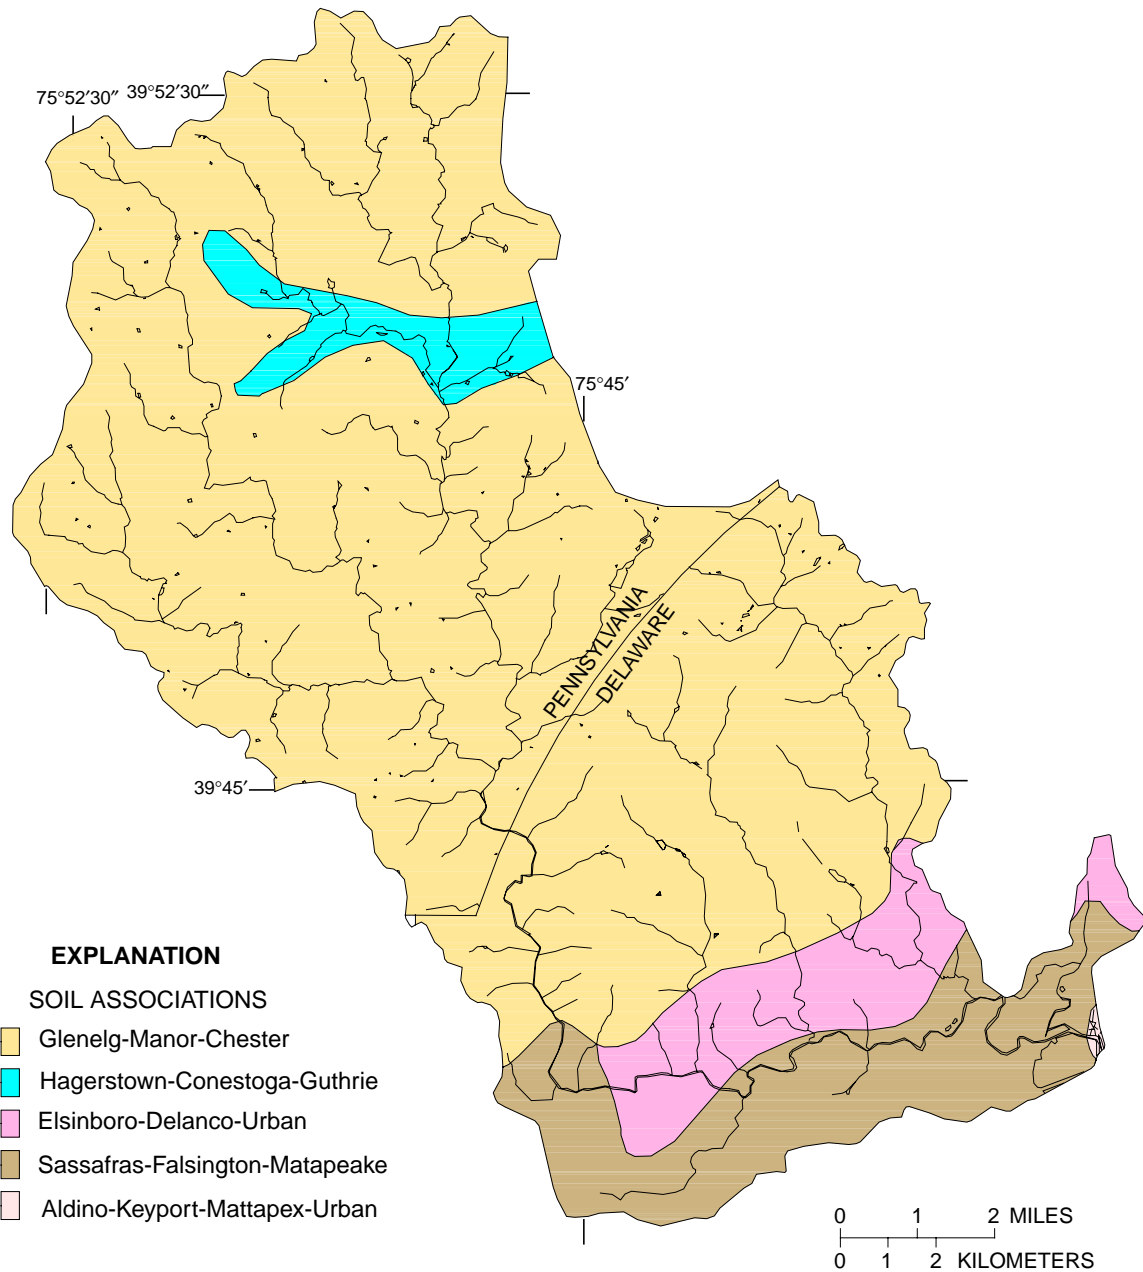 75°52′30″ 39°52′30″
75°45′
PENNSYLVANIA
DELAWARE
39°45′
EXPLANATION
SOIL ASSOCIATIONS
Glenelg-Manor-Chester
Hagerstown-Conestoga-Guthrie
Elsinboro-Delanco-Urban
Sassafras-Falsington-Matapeake
Aldino-Keyport-Mattapex-Urban
0 1 2 MILES
0 1 2 KILOMETERS